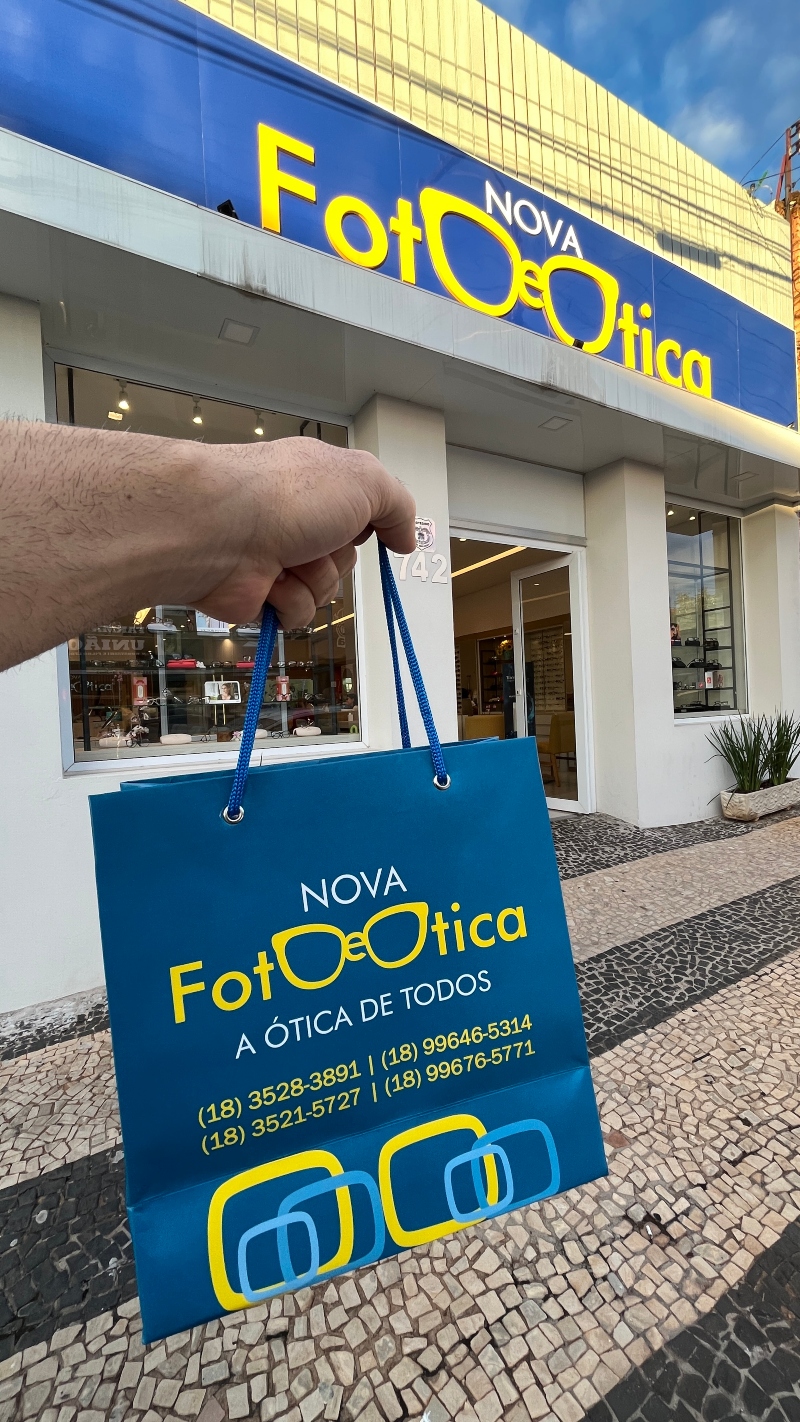 NOVA
FotOeOtica
742
UNIÃO
NOVA
FotOeOtica
A ÓTICA DE TODOS
(18) 3528-3891 | (18) 99646-5314
(18) 3521-5727 | (18) 99676-5771